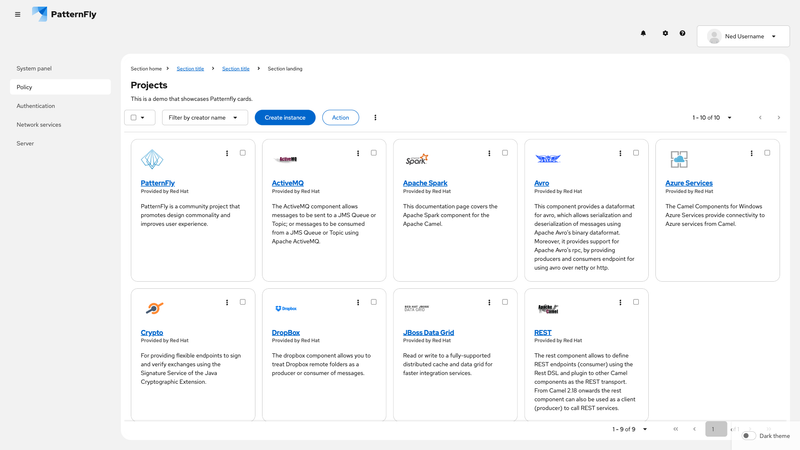 PatternFly
Ned Username
System panel
Policy
Authentication
Network services
Server
Section home
Section title
Section title
Section landing
Projects
This is a demo that showcases Patternfly cards.
Filter by creator name
Create instance
Action
1 - 10 of 10
PatternFly
Provided by Red Hat
PatternFly is a community project that
promotes design commonality and
improves user experience.
ActiveMQ
ActiveMQ
Provided by Red Hat
The ActiveMQ component allows
messages to be sent to a JMS Queue or
Topic; or messages to be consumed
from a JMS Queue or Topic using
Apache ActiveMQ.
Spark
Apache Spark
Provided by Red Hat
This documentation page covers the
Apache Spark component for the
Apache Camel.
Avro
Provided by Red Hat
This component provides a dataformat
for avro, which allows serialization and
deserialization of messages using
Apache Avro's binary dataformat.
Moreover, it provides support for
Apache Avro's rpc, by providing
producers and consumers endpoint for
using avro over netty or http.
Azure Services
Provided by Red Hat
The Camel Components for Windows
Azure Services provide connectivity to
Azure services from Camel.
Crypto
Provided by Red Hat
For providing flexible endpoints to sign
and verify exchanges using the
Signature Service of the Java
Cryptographic Extension.
Dropbox
DropBox
Provided by Red Hat
The dropbox component allows you to
treat Dropbox remote folders as a
producer or consumer of messages.
RED HAT JBOSS
DATA GRID
JBoss Data Grid
Provided by Red Hat
Read or write to a fully-supported
distributed cache and data grid for
faster integration services.
Apache
Camel
REST
Provided by Red Hat
The rest component allows to define
REST endpoints (consumer) using the
Rest DSL and plugin to other Camel
components as the REST transport.
From Camel 2.18 onwards the rest
component can also be used as a client
(producer) to call REST services.
1 - 9 of 9
1
Dark theme